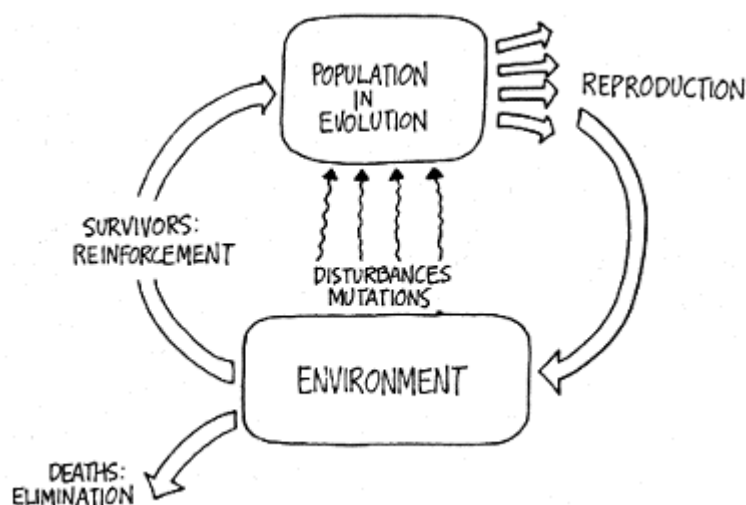 POPULATION
IN
EVOLUTION
REPRODUCTION
SURVIVORS:
REINFORCEMENT
DISTURBANCES
MUTATIONS
ENVIRONMENT
DEATHS:
ELIMINATION